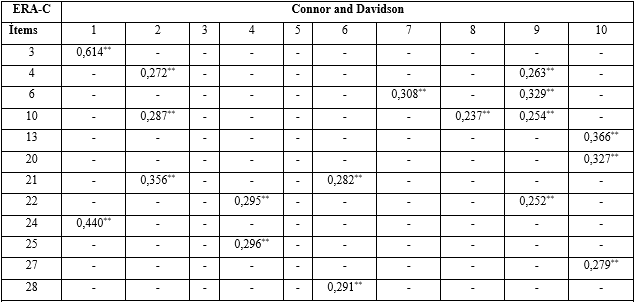 ERA-C Connor and Davidson
İtems 1 2 3 4 5 6 7 8 9 10
3 0,614** - - - - - - - - -
4 - 0,272** - - - - - - 0,263** -
6 - - - - - - 0,308** - 0,329** -
10 - 0,287** - - - - - 0,237** 0,254** -
13 - - - - - - - - - 0,366**
20 - - - - - - - - - 0,327**
21 - 0,356** - - - 0,282** - - - -
22 - - - 0,295** - - - - 0,252** -
24 0,440** - - - - - - - - -
25 - - - 0,296** - - - - - -
27 - - - - - - - - - 0,279**
28 - - - - - 0,291** - - - -